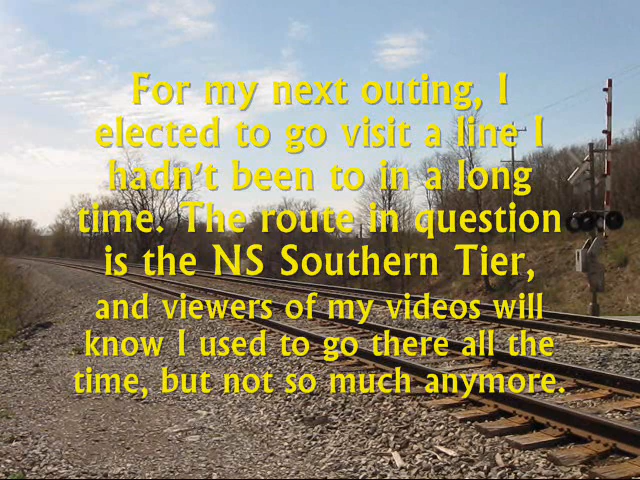 For my next outing, I
elected to go visit a line I
hadn't been to in a long
time. The route in question
is the NS Southern Tier,
and viewers of my videos will
know I used to go there all the
time, but not so much anymore.